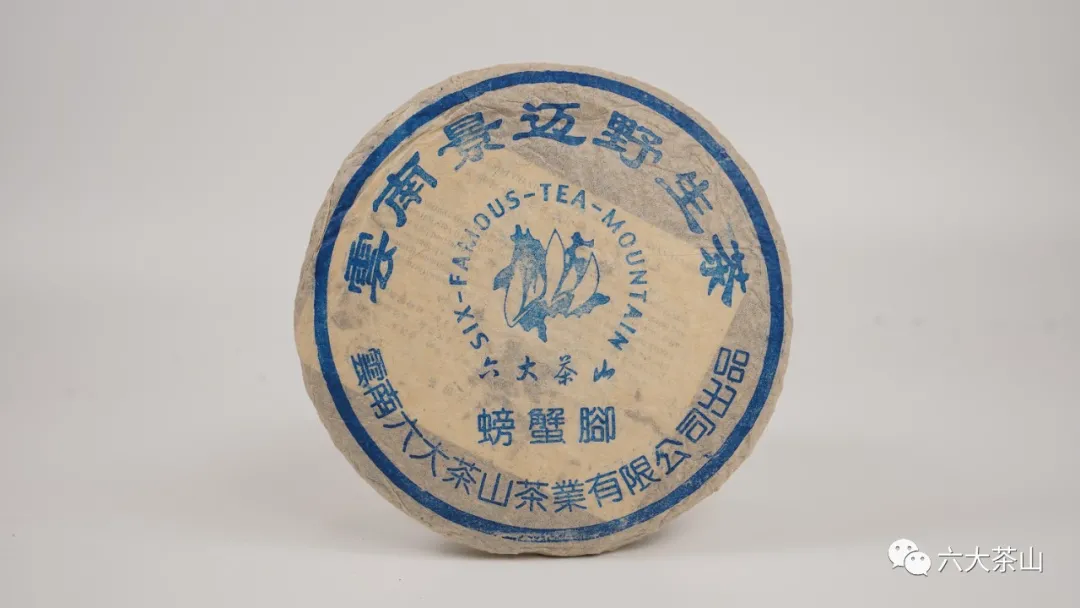 雲南景迈野生茶
SIX-FAMOUS-TEA-MOUNTAIN
六大茶山
螃蟹腳
雲南六大茶山茶業有限公司出品
六大茶山